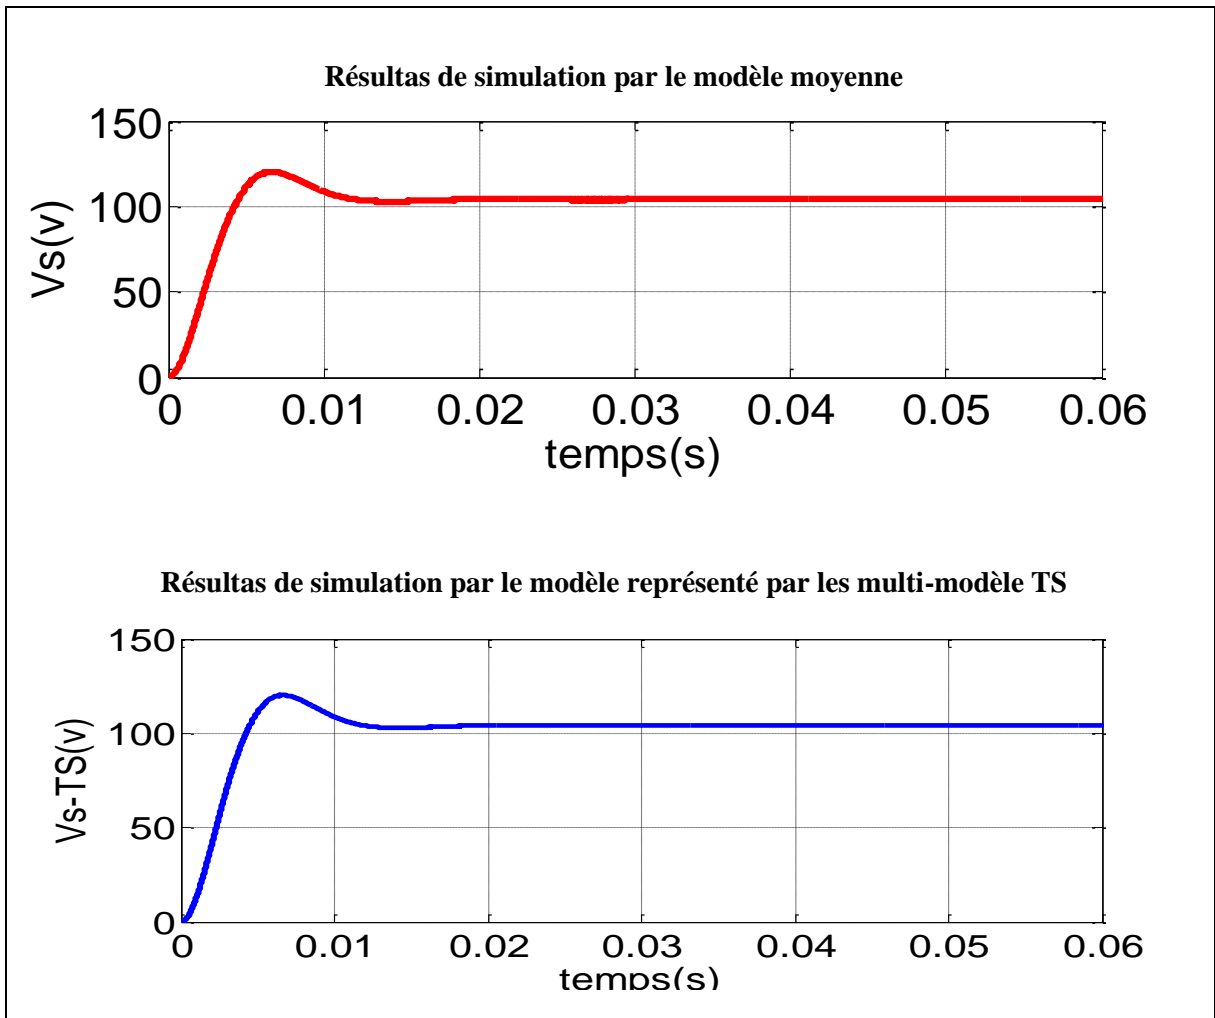 Résultas de simulation par le modèle moyenne
150
100
50
0
Vs(v)
0 0.01 0.02 0.03 0.04 0.05 0.06
temps(s)
Résultas de simulation par le modèle représenté par les multi-modèle TS
150
100
50
0
Vs-TS(v)
0 0.01 0.02 0.03 0.04 0.05 0.06
temps(s)